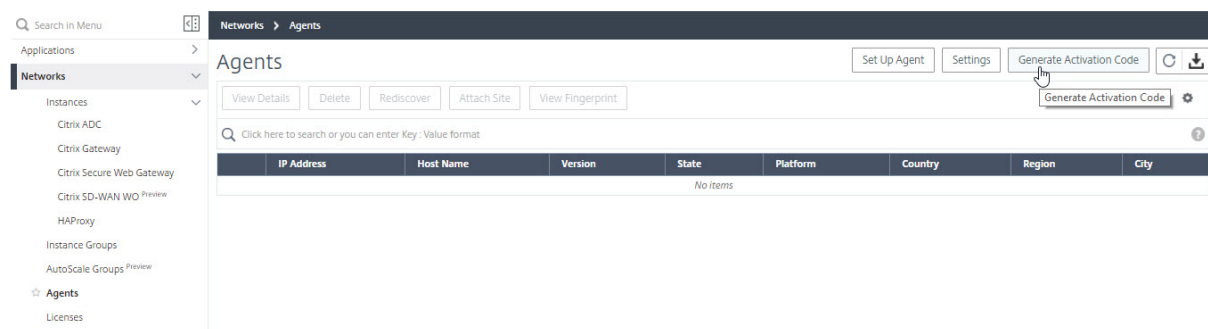 Search in Menu
Networks > Agents
Applications
Agents
Set Up Agent
Settings
Generate Activation Code
Networks
Instances
View Details
Delete
Rediscover
Attach Site
View Fingerprint
Generate Activation Code
Citrix ADC
Click here to search or you can enter Key : Value format
?
Citrix Gateway
IP Address
Host Name
Version
State
Platform
Country
Region
City
Citrix Secure Web Gateway
No items
Citrix SD-WAN WO Preview
HAProxy
Instance Groups
AutoScale Groups Preview
Agents
Licenses